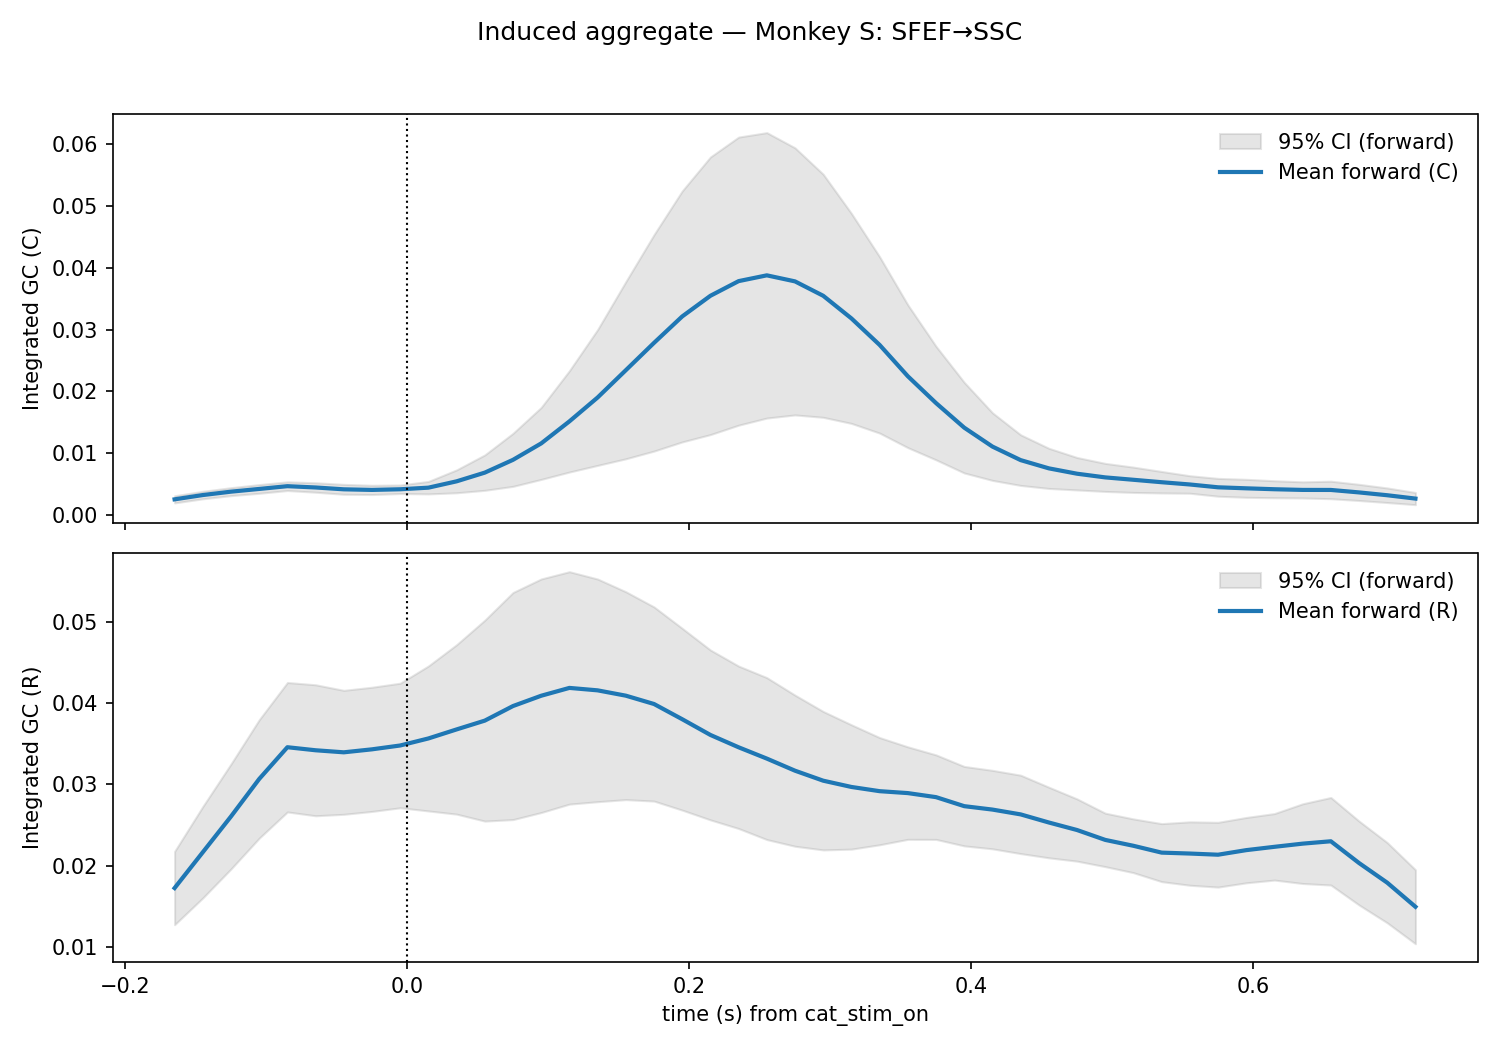 Induced aggregate — Monkey S: SFEF→SSC
Integrated GC (C)
0.06
0.05
0.04
0.03
0.02
0.01
0.00
95% CI (forward)
Mean forward (C)
Integrated GC (R)
0.05
0.04
0.03
0.02
0.01
95% CI (forward)
Mean forward (R)
−0.2
0.0
0.2
0.4
0.6
time (s) from cat_stim_on